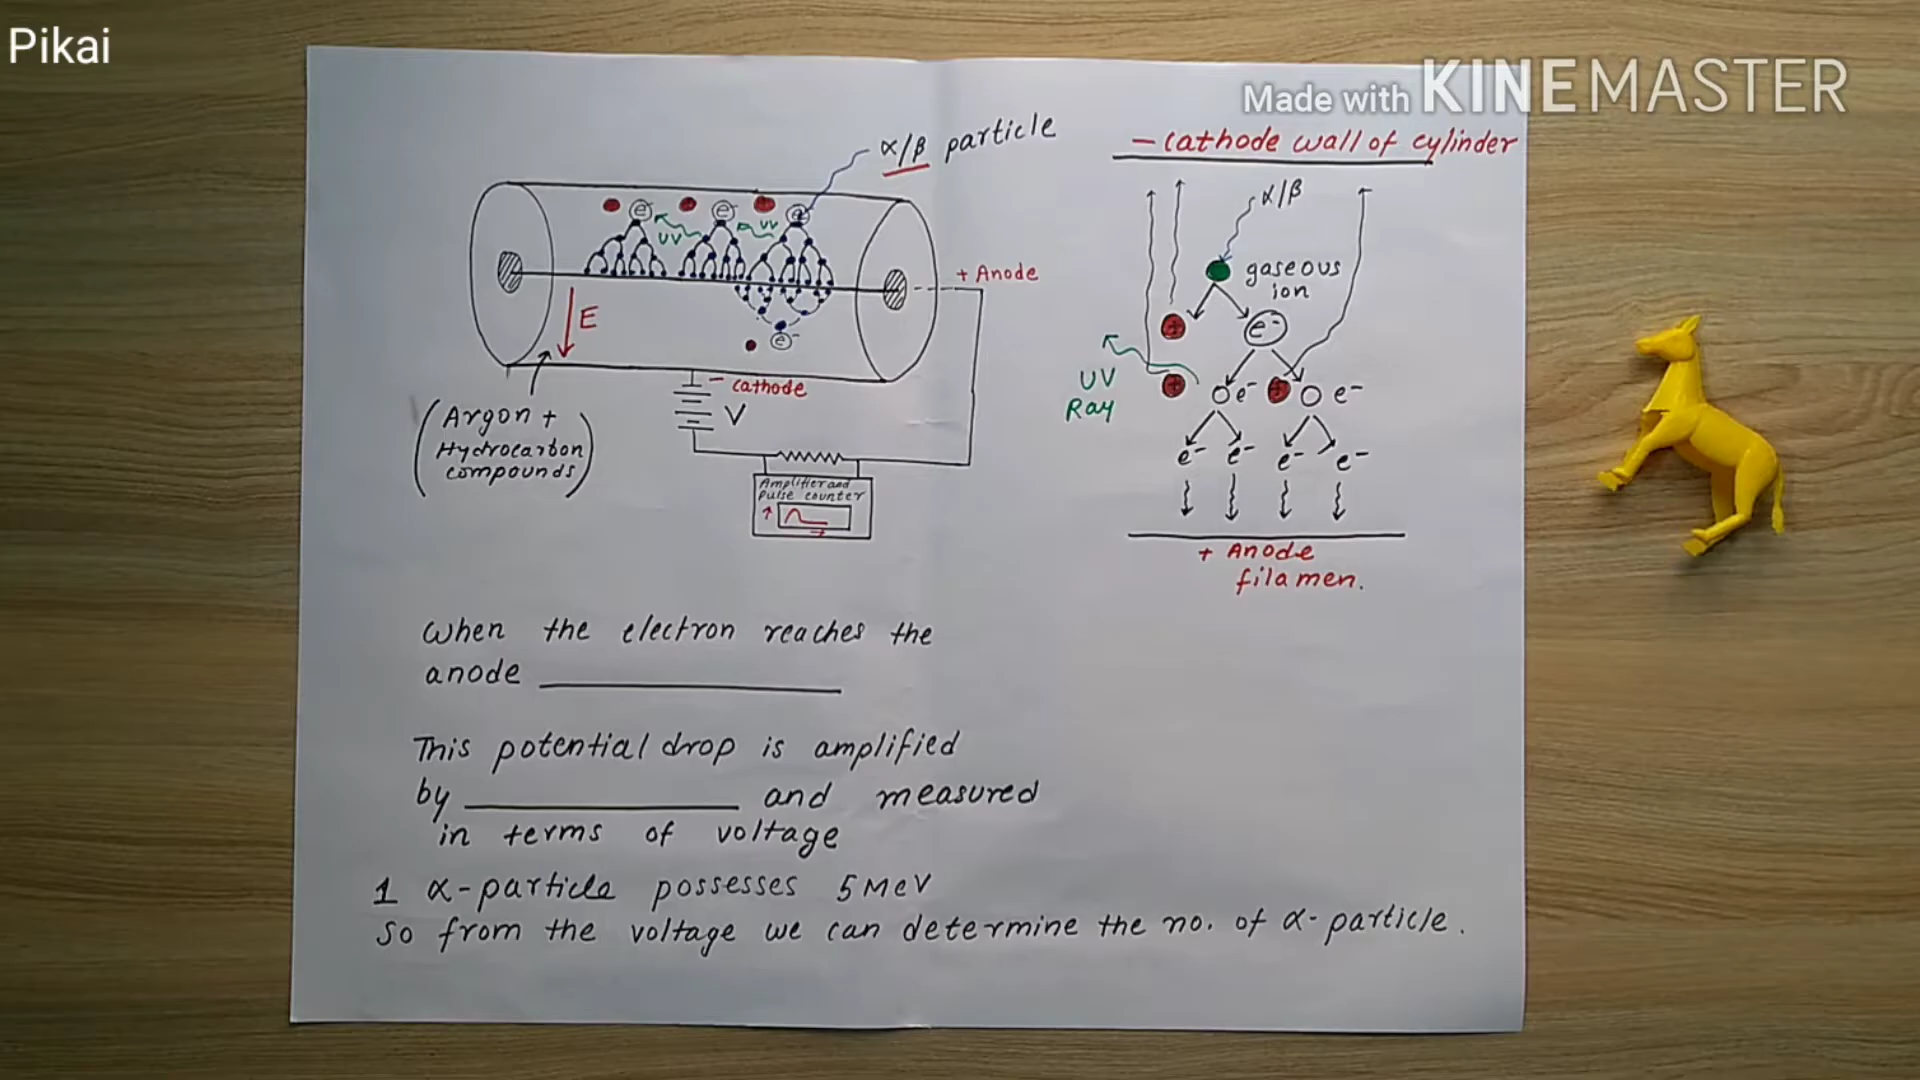 Pikai
Made with KINEMASTER
α/β particle
e⁻ e⁻ e⁻
UV UV
+ Anode
E
e⁻
- cathode
V
(Argon +
Hydrocarbon
compounds)
Amplifier and
Pulse counter
- cathode wall of cylinder
α/β
gaseous
ion
+ e⁻
UV
Ray
+ e⁻ + e⁻
e⁻ e⁻ e⁻ e⁻
+ Anode
filamen.
When the electron reaches the
anode
This potential drop is amplified
by and measured
in terms of voltage
1 α-particle possesses 5 MeV
So from the voltage we can determine the no. of α-particle.